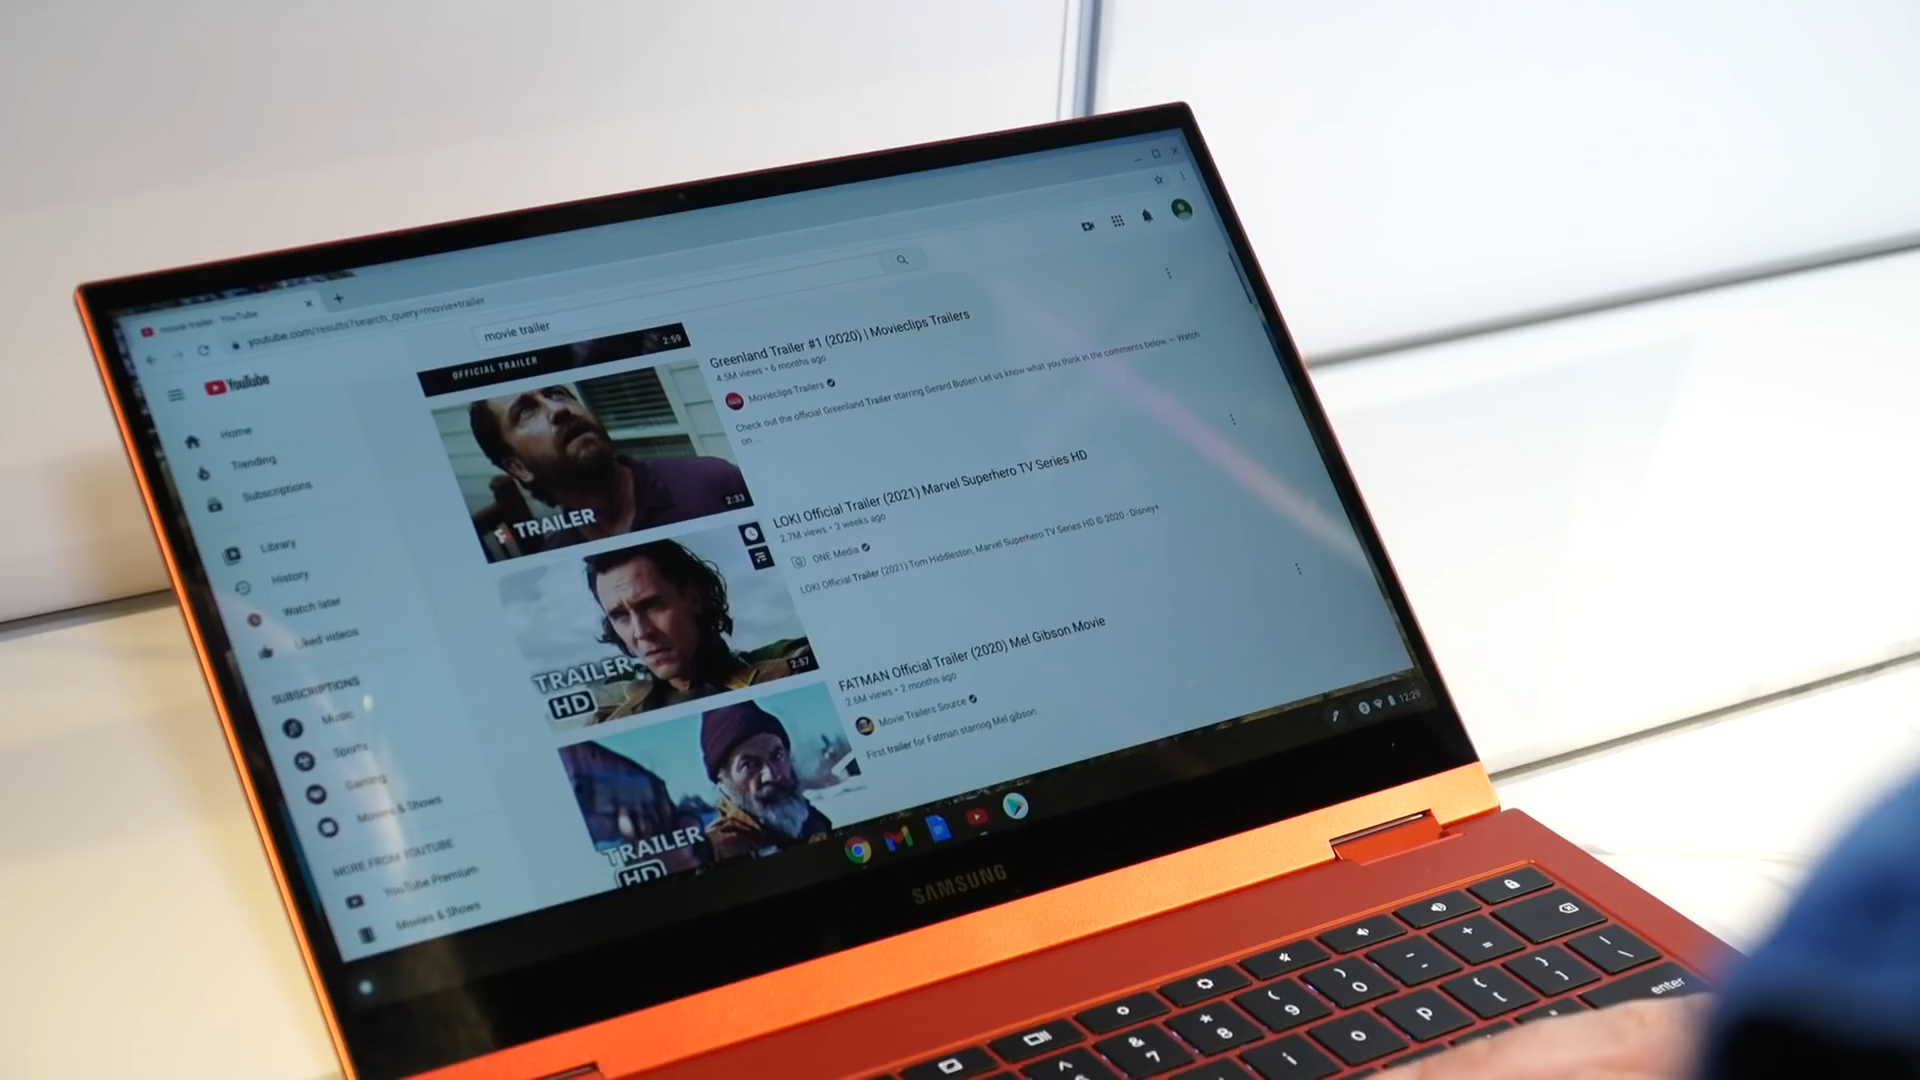 movie trailer - YouTube
youtube.com/results?search_query=movie+trailer
YouTube
movie trailer
Home
Trending
Subscriptions
Library
History
Watch later
Liked videos
SUBSCRIPTIONS
Music
Sports
Gaming
Movies & Shows
MORE FROM YOUTUBE
YouTube Premium
Movies & Shows
OFFICIAL TRAILER
2:59
TRAILER
2:33
Greenland Trailer #1 (2020) | Movieclips Trailers
4.5M views • 6 months ago
Movieclips Trailers
Check out the official Greenland Trailer starring Gerard Butler! Let us know what you think in the comments below ► Watch
on ...
TRAILER
HD
2:57
LOKI Official Trailer (2021) Marvel Superhero TV Series HD
2.7M views • 3 weeks ago
ONE Media
LOKI Official Trailer (2021) Tom Hiddleston, Marvel Superhero TV Series HD © 2020 - Disney+
TRAILER
HD
FATMAN Official Trailer (2020) Mel Gibson Movie
2.6M views • 2 months ago
Movie Trailers Source
First trailer for Fatman starring Mel gibson.
12:29
SAMSUNG
^
& 7
* 8
( 9
) 0
_ -
+ =
i
o
p
{ [
} ]
| \
enter